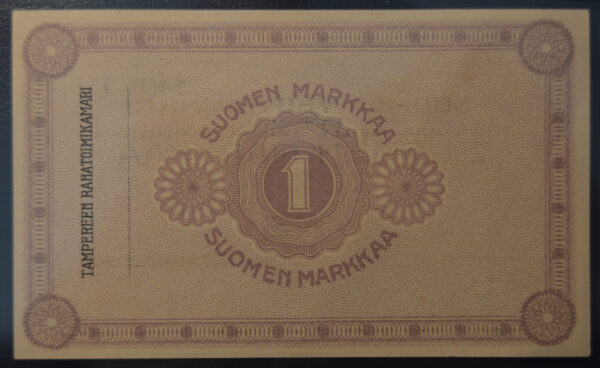 SUOMEN MARKKAA
TAMPEREEN RAHATOIMIKAMARI
1
SUOMEN MARKKAA